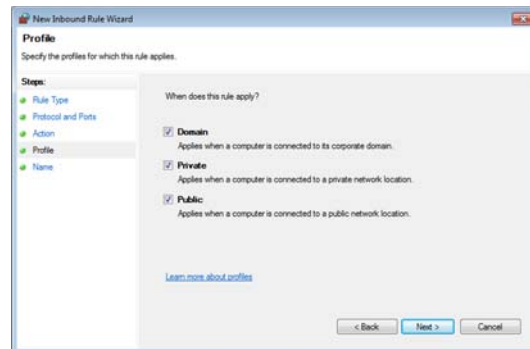 New Inbound Rule Wizard
Profile
Specify the profiles for which this rule applies.
Steps:
Rule Type
Protocol and Ports
Action
Profile
Name
When does this rule apply?
Domain
Applies when a computer is connected to its corporate domain.
Private
Applies when a computer is connected to a private network location.
Public
Applies when a computer is connected to a public network location.
Learn more about profiles
< Back
Next >
Cancel